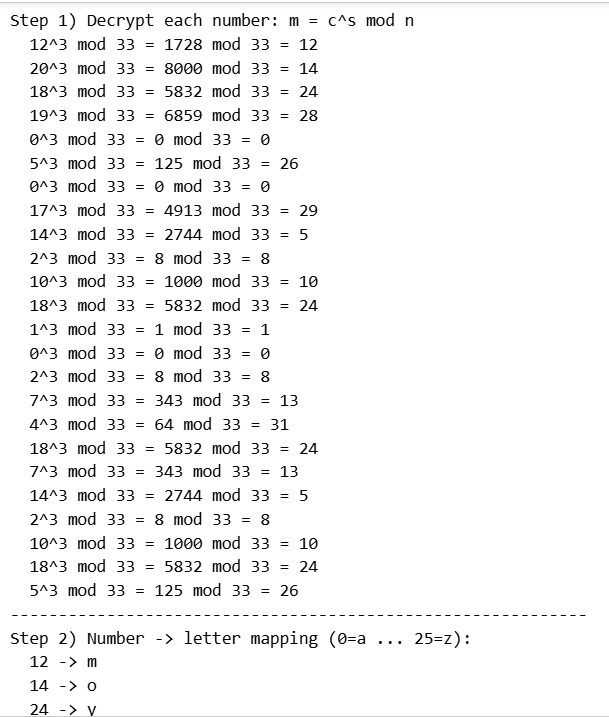 Step 1) Decrypt each number: m = c^s mod n
12^3 mod 33 = 1728 mod 33 = 12
20^3 mod 33 = 8000 mod 33 = 14
18^3 mod 33 = 5832 mod 33 = 24
19^3 mod 33 = 6859 mod 33 = 28
0^3 mod 33 = 0 mod 33 = 0
5^3 mod 33 = 125 mod 33 = 26
0^3 mod 33 = 0 mod 33 = 0
17^3 mod 33 = 4913 mod 33 = 29
14^3 mod 33 = 2744 mod 33 = 5
2^3 mod 33 = 8 mod 33 = 8
10^3 mod 33 = 1000 mod 33 = 10
18^3 mod 33 = 5832 mod 33 = 24
1^3 mod 33 = 1 mod 33 = 1
0^3 mod 33 = 0 mod 33 = 0
2^3 mod 33 = 8 mod 33 = 8
7^3 mod 33 = 343 mod 33 = 13
4^3 mod 33 = 64 mod 33 = 31
18^3 mod 33 = 5832 mod 33 = 24
7^3 mod 33 = 343 mod 33 = 13
14^3 mod 33 = 2744 mod 33 = 5
2^3 mod 33 = 8 mod 33 = 8
10^3 mod 33 = 1000 mod 33 = 10
18^3 mod 33 = 5832 mod 33 = 24
5^3 mod 33 = 125 mod 33 = 26
------------------------------------------------------------
Step 2) Number -> letter mapping (0=a ... 25=z):
12 -> m
14 -> o
24 -> y